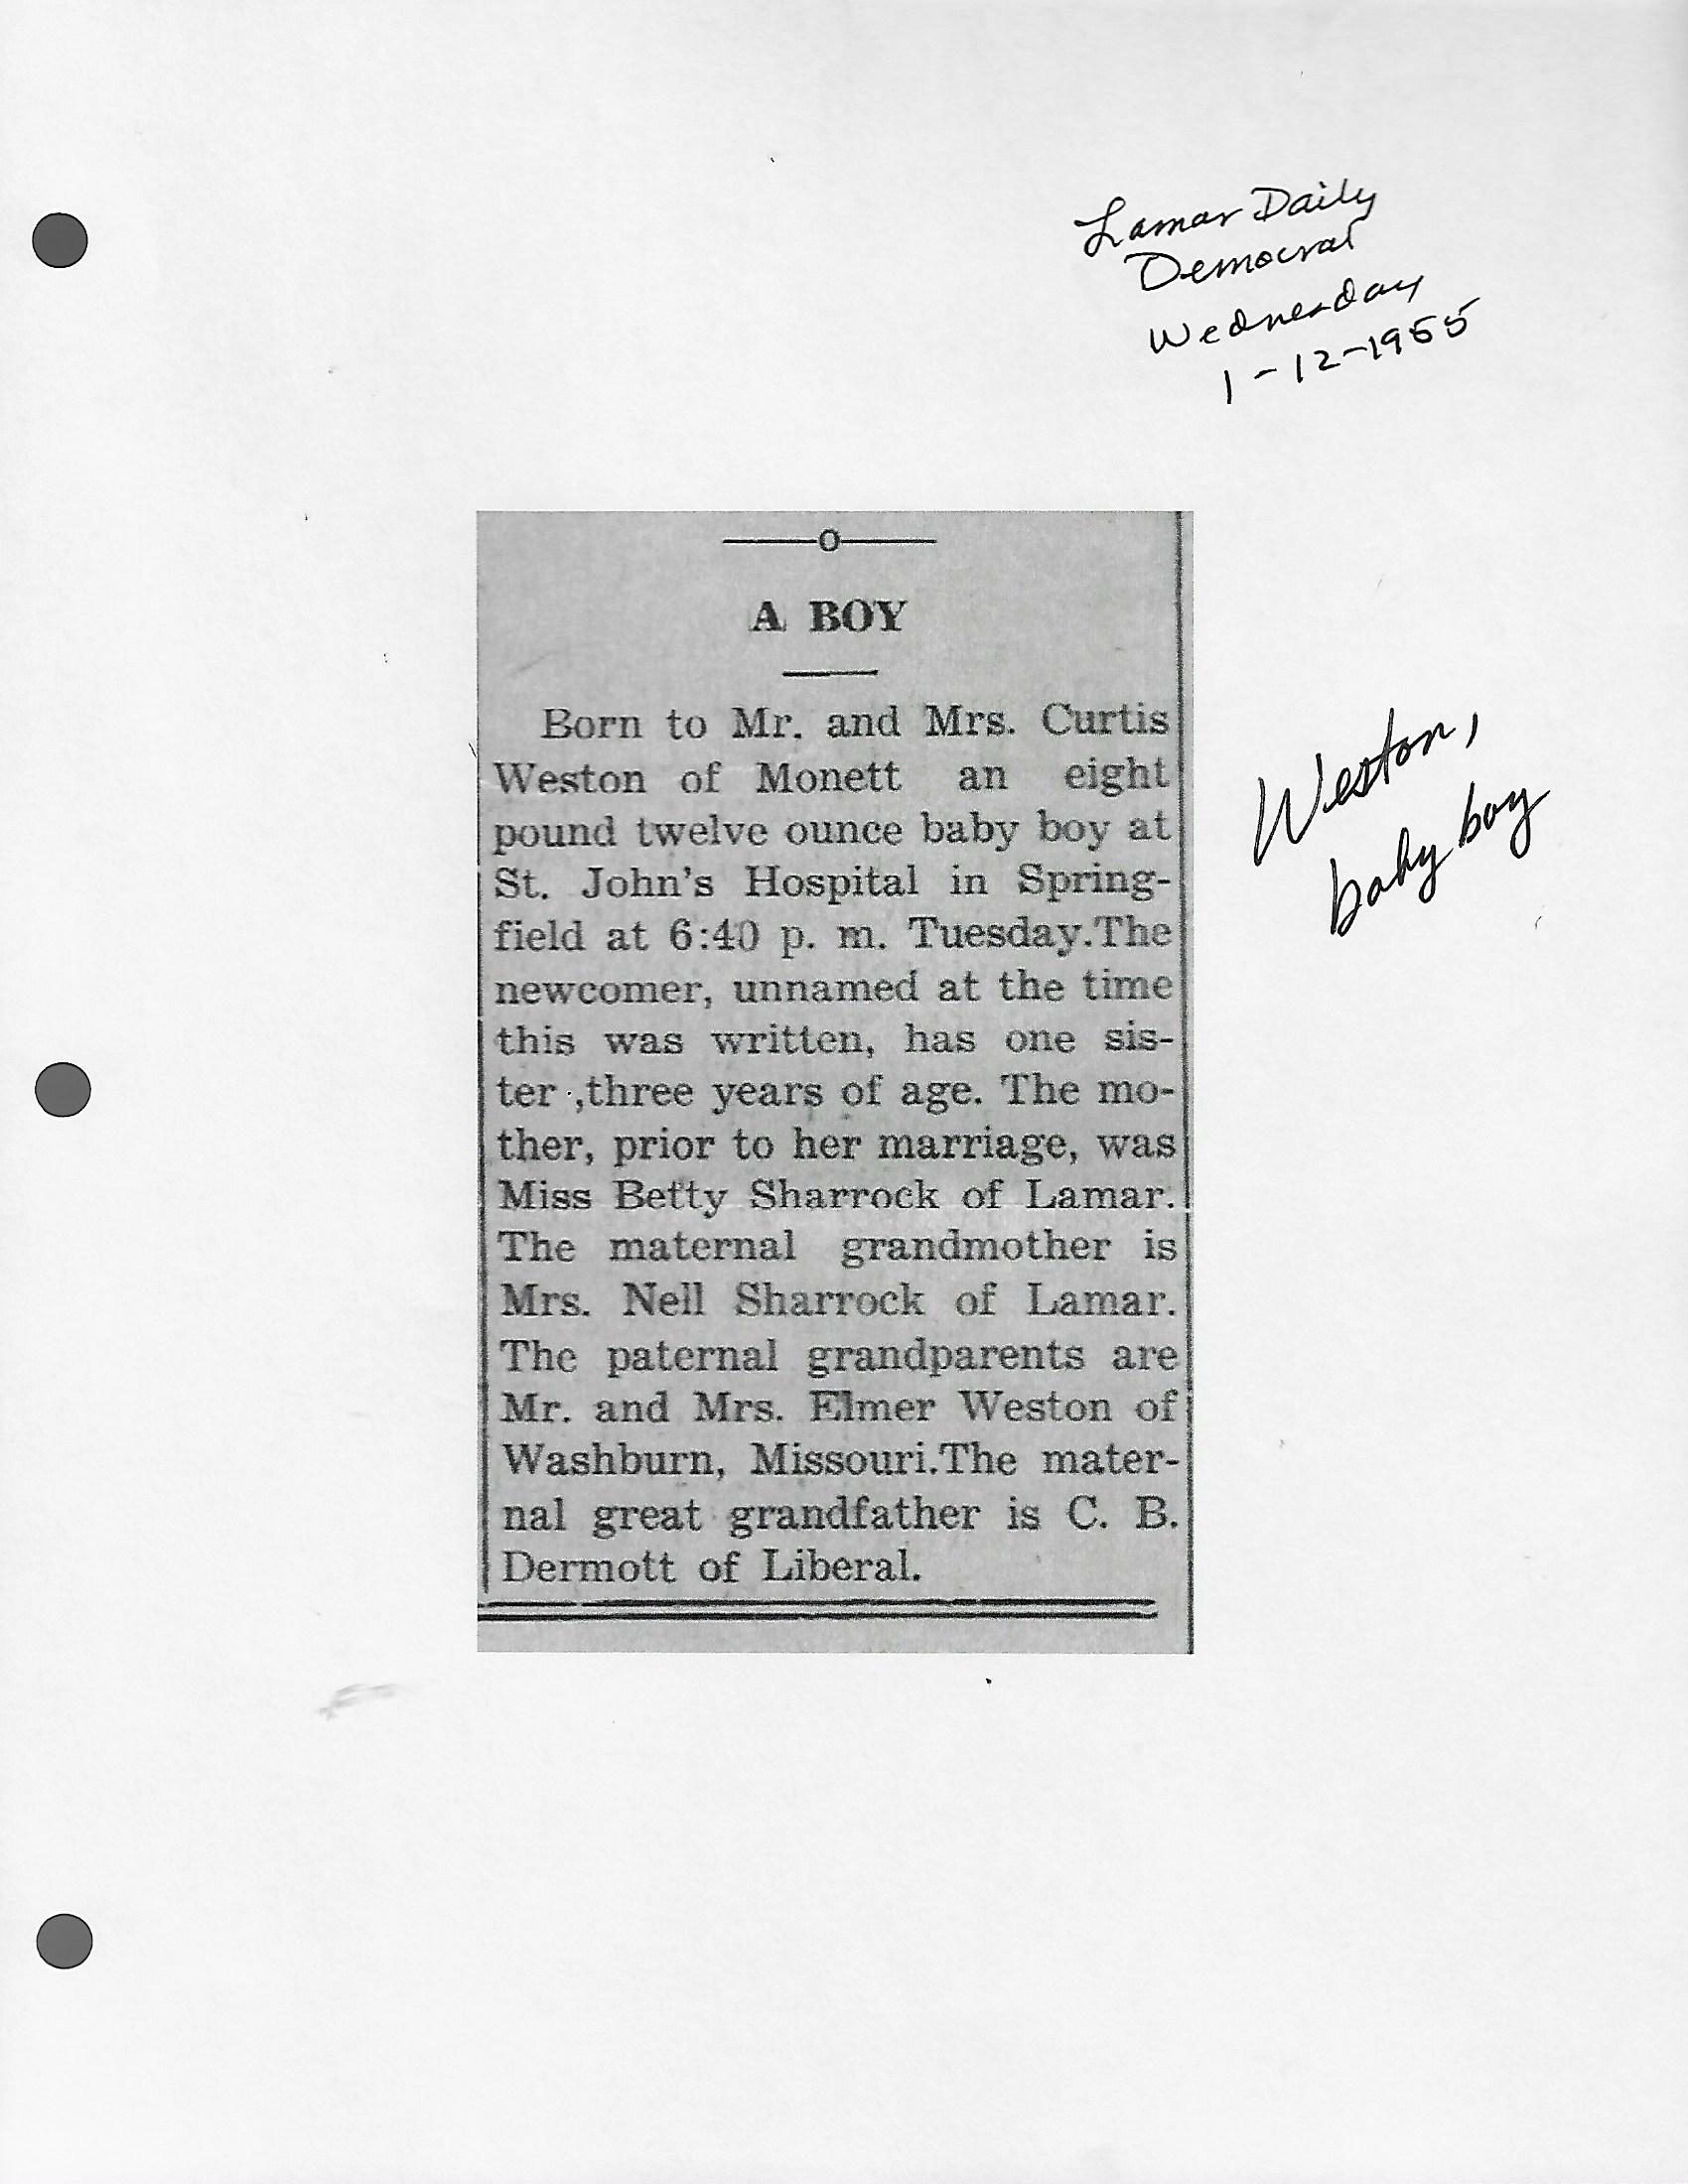 Lamar Daily
Democrat
Wednesday
1-12-1955
A BOY
Born to Mr. and Mrs. Curtis
Weston of Monett an eight
pound twelve ounce baby boy at
St. John's Hospital in Spring-
field at 6:40 p. m. Tuesday.The
newcomer, unnamed at the time
this was written, has one sis-
ter ,three years of age. The mo-
ther, prior to her marriage, was
Miss Betty Sharrock of Lamar.
The maternal grandmother is
Mrs. Nell Sharrock of Lamar.
The paternal grandparents are
Mr. and Mrs. Elmer Weston of
Washburn, Missouri.The mater-
nal great grandfather is C. B.
Dermott of Liberal.
Weston,
baby boy